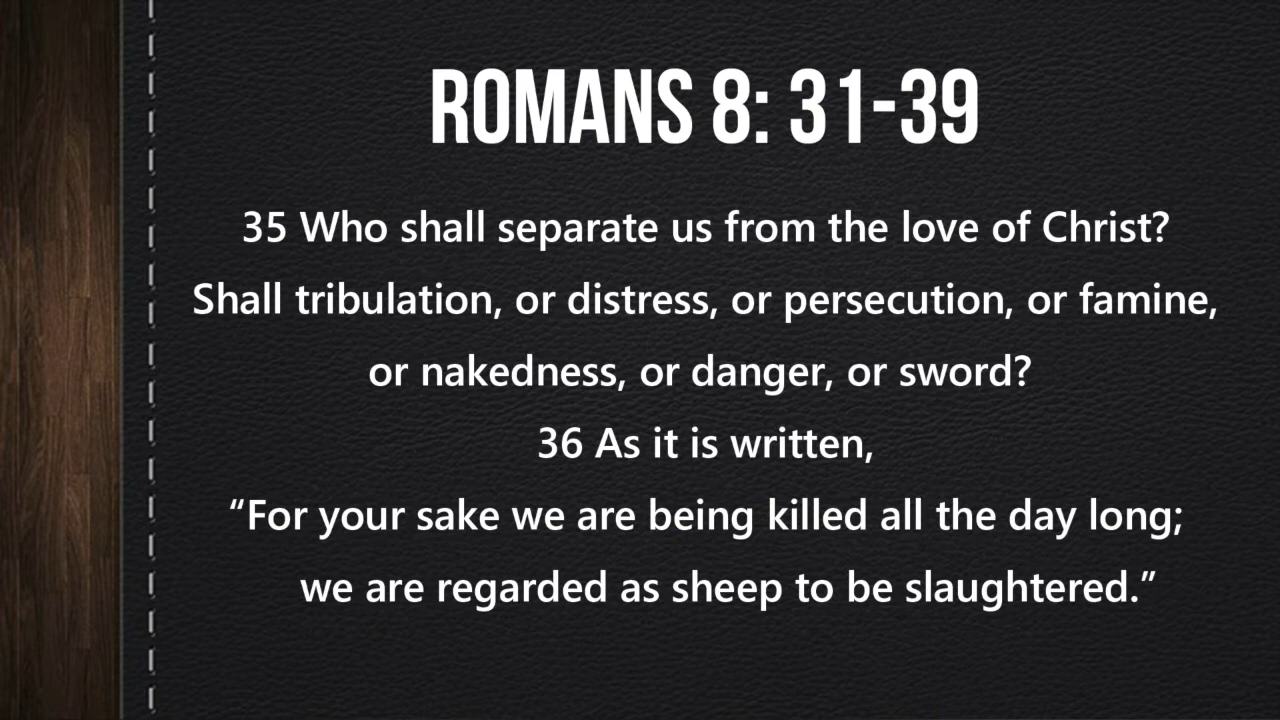 ROMANS 8: 31-39
35 Who shall separate us from the love of Christ?
Shall tribulation, or distress, or persecution, or famine,
or nakedness, or danger, or sword?
36 As it is written,
“For your sake we are being killed all the day long;
we are regarded as sheep to be slaughtered.”